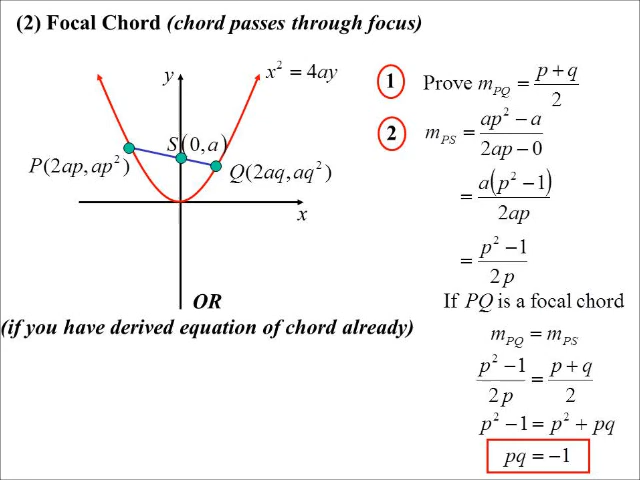 (2) Focal Chord (chord passes through focus)
y
x² = 4ay
S(0, a)
P(2ap, ap²)
Q(2aq, aq²)
x
OR
(if you have derived equation of chord already)
1 Prove m_PQ = (p + q)/2
2 m_PS = (ap² − a)/(2ap − 0)
= a(p² − 1)/(2ap)
= (p² − 1)/(2p)
If PQ is a focal chord
m_PQ = m_PS
(p² − 1)/(2p) = (p + q)/2
p² − 1 = p² + pq
pq = −1